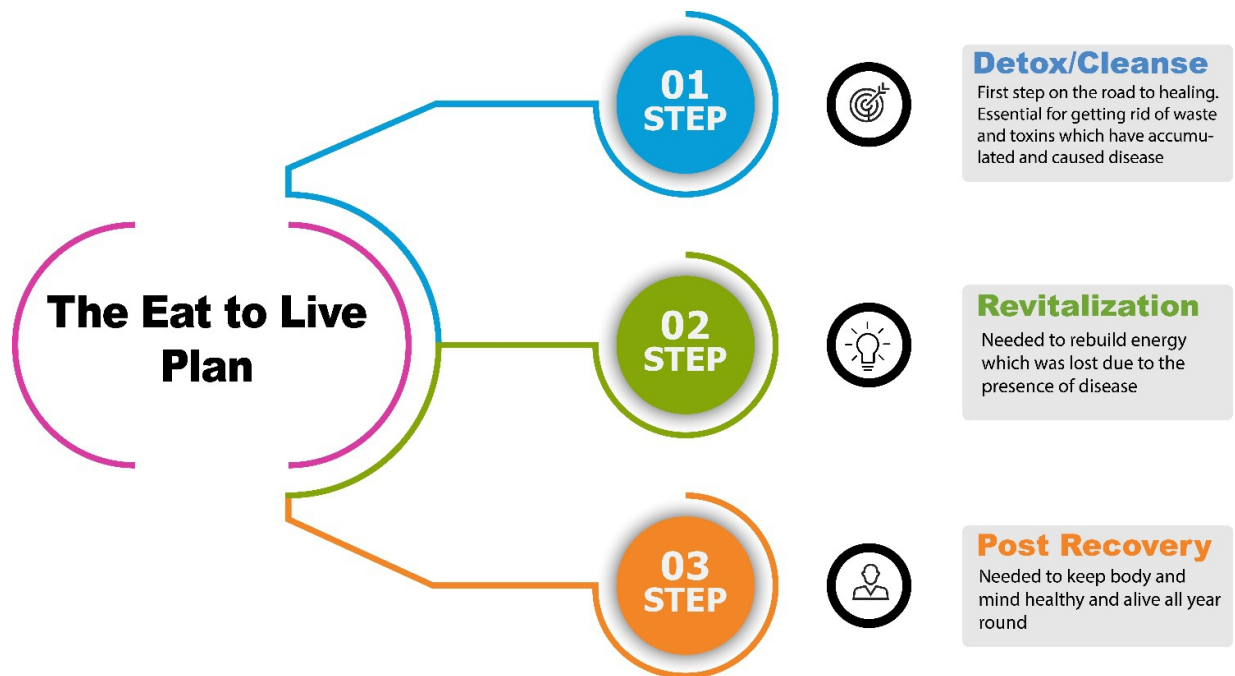 The Eat to Live
Plan
01
STEP
Detox/Cleanse
First step on the road to healing.
Essential for getting rid of waste
and toxins which have accumu-
lated and caused disease
02
STEP
Revitalization
Needed to rebuild energy
which was lost due to the
presence of disease
03
STEP
Post Recovery
Needed to keep body and
mind healthy and alive all year
round